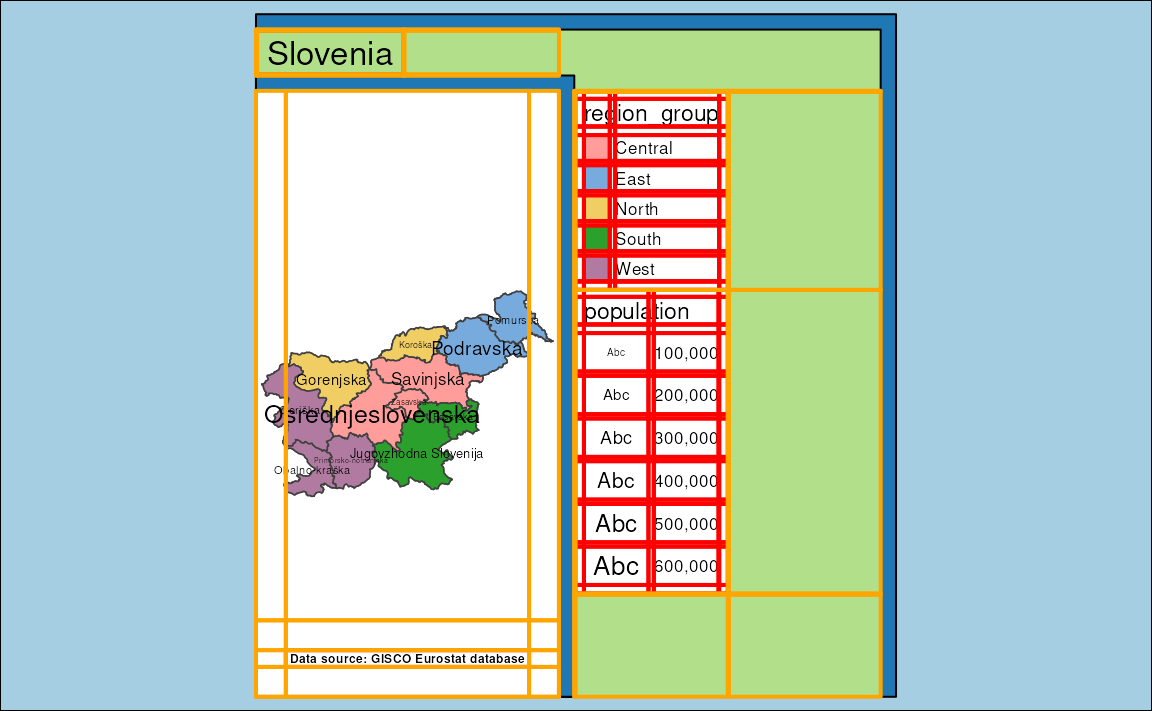 Slovenia
region group
Central
East
North
South
West
population
Abc 100,000
Abc 200,000
Abc 300,000
Abc 400,000
Abc 500,000
Abc 600,000
Pomurska
Koroška
Podravska
Gorenjska
Savinjska
Zasavska
Osrednjeslovenska
Jugovzhodna Slovenija
Primorsko-notranjska
Obalno-kraška
Data source: GISCO Eurostat database